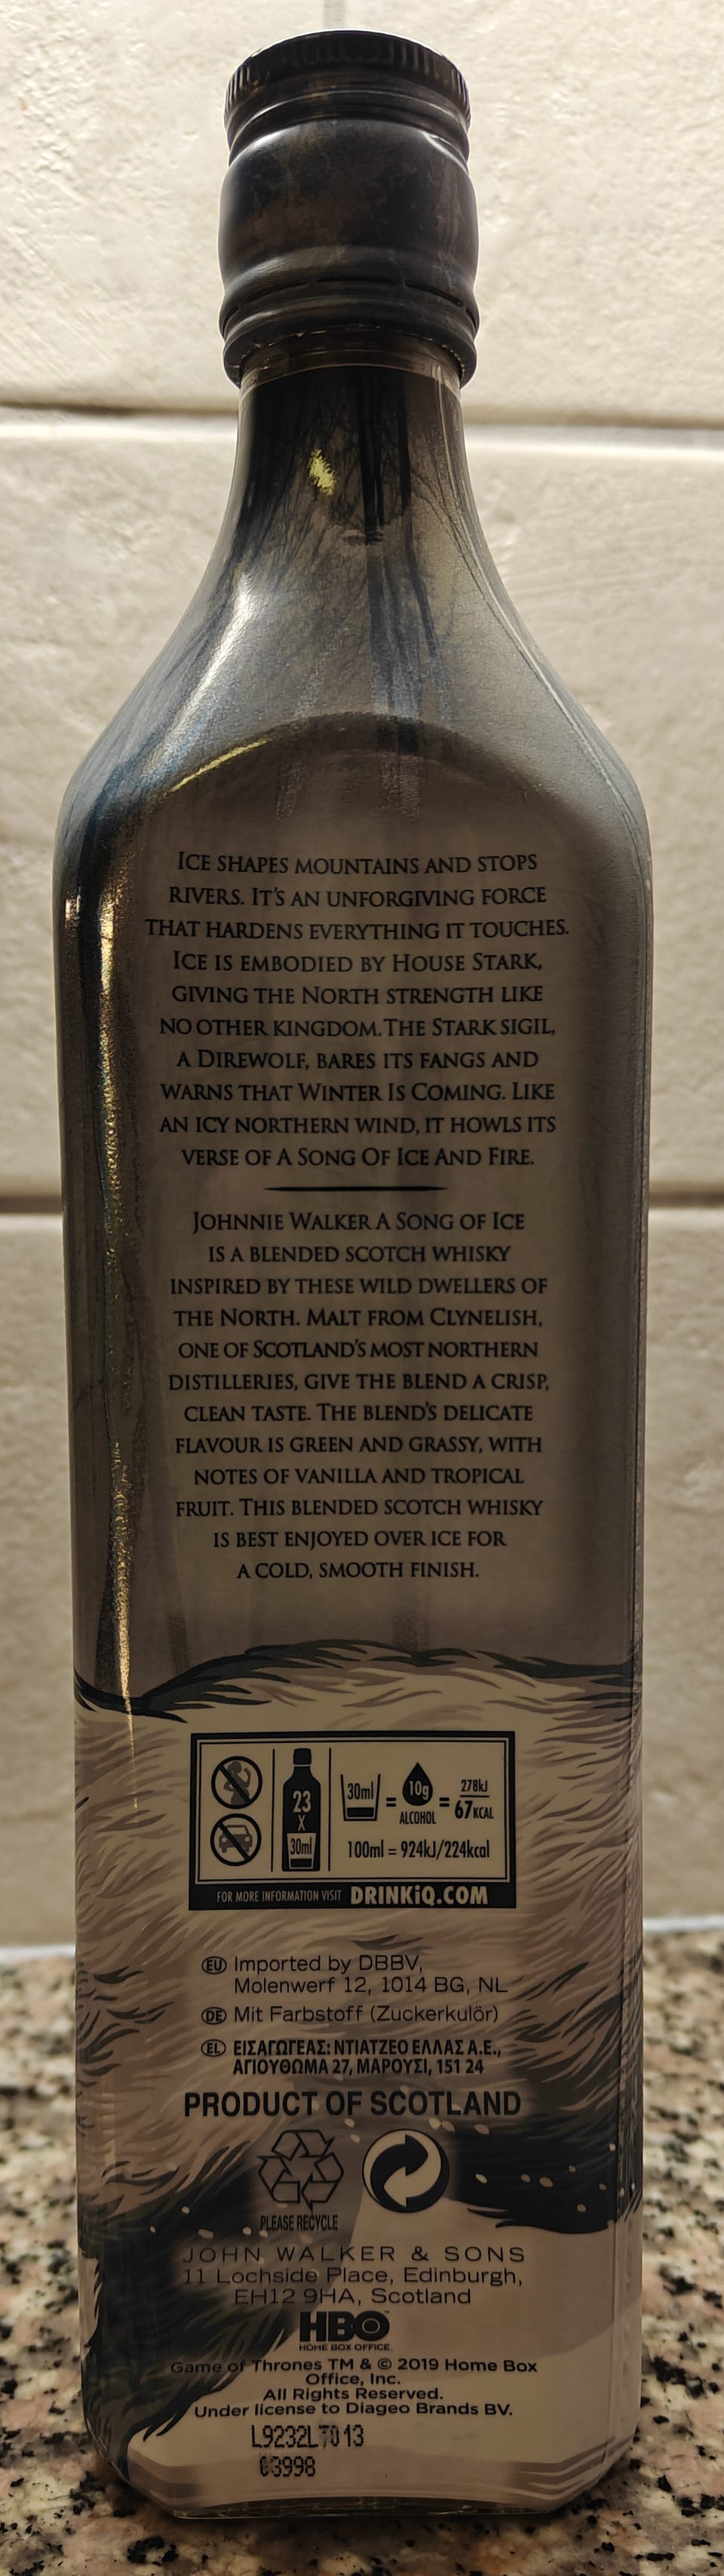 ICE SHAPES MOUNTAINS AND STOPS
RIVERS. IT'S AN UNFORGIVING FORCE
THAT HARDENS EVERYTHING IT TOUCHES.
ICE IS EMBODIED BY HOUSE STARK,
GIVING THE NORTH STRENGTH LIKE
NO OTHER KINGDOM. THE STARK SIGIL,
A DIREWOLF, BARES ITS FANGS AND
WARNS THAT WINTER IS COMING. LIKE
AN ICY NORTHERN WIND, IT HOWLS ITS
VERSE OF A SONG OF ICE AND FIRE.
JOHNNIE WALKER A SONG OF ICE
IS A BLENDED SCOTCH WHISKY
INSPIRED BY THESE WILD DWELLERS OF
THE NORTH. MALT FROM CLYNELISH,
ONE OF SCOTLAND'S MOST NORTHERN
DISTILLERIES, GIVE THE BLEND A CRISP,
CLEAN TASTE. THE BLEND'S DELICATE
FLAVOUR IS GREEN AND GRASSY, WITH
NOTES OF VANILLA AND TROPICAL
FRUIT. THIS BLENDED SCOTCH WHISKY
IS BEST ENJOYED OVER ICE FOR
A COLD, SMOOTH FINISH.
23
X
30ml
30ml = 10g = 278kJ
67KCAL
ALCOHOL
100ml = 924kJ/224kcal
FOR MORE INFORMATION VISIT DRINKiQ.COM
EU Imported by DBBV,
Molenwerf 12, 1014 BG, NL
DE Mit Farbstoff (Zuckerkulör)
EL ΕΙΣΑΓΩΓΕΑΣ: ΝΤΙΑΤΖΕΟ ΕΛΛΑΣ Α.Ε.,
ΑΓΙΟΥΘΩΜΑ 27, ΜΑΡΟΥΣΙ, 151 24
PRODUCT OF SCOTLAND
PLEASE RECYCLE
JOHN WALKER & SONS
11 Lochside Place, Edinburgh,
EH12 9HA, Scotland
HBO
HOME BOX OFFICE
Game of Thrones TM & © 2019 Home Box
Office, Inc.
All Rights Reserved.
Under license to Diageo Brands BV.
L9232L7013
03998